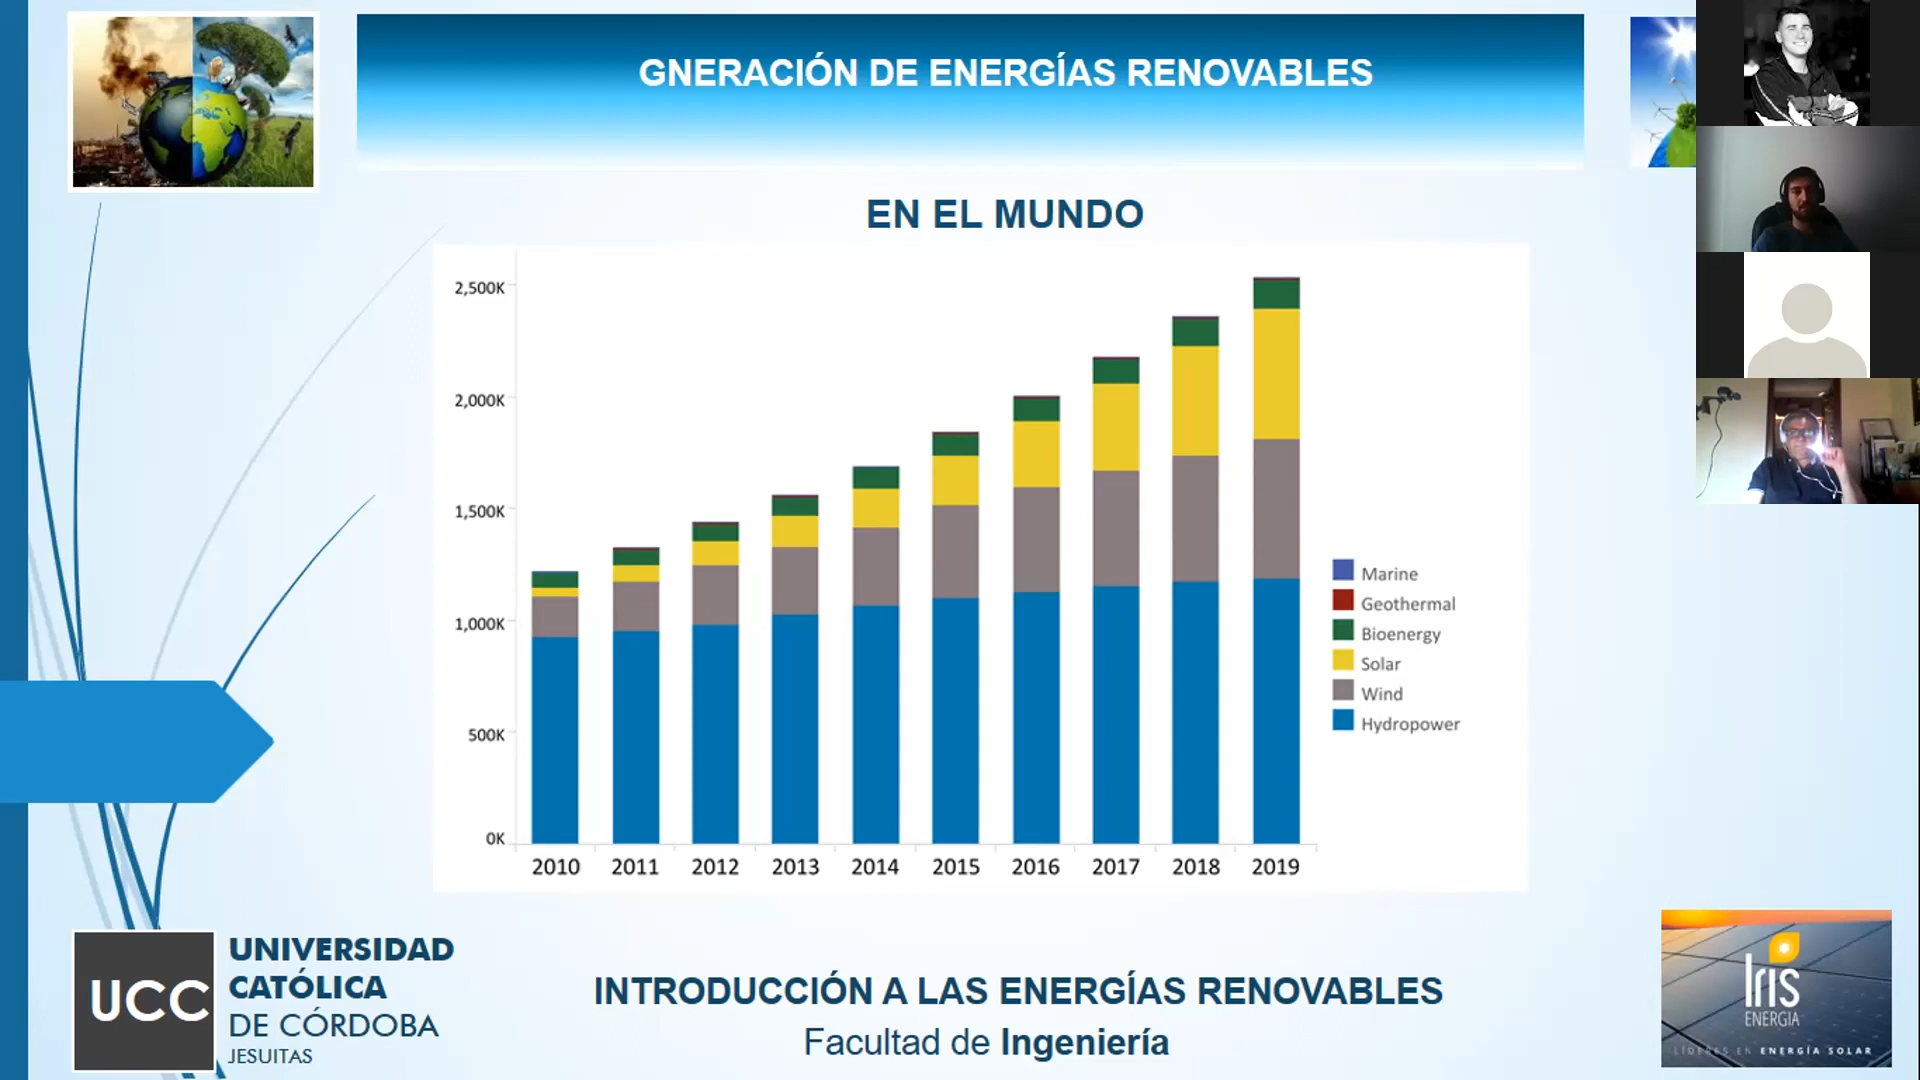 GNERACIÓN DE ENERGÍAS RENOVABLES
EN EL MUNDO
2,500K
2,000K
1,500K
1,000K
500K
0K
2010 2011 2012 2013 2014 2015 2016 2017 2018 2019
Marine
Geothermal
Bioenergy
Solar
Wind
Hydropower
UCC
UNIVERSIDAD
CATÓLICA
DE CÓRDOBA
JESUITAS
INTRODUCCIÓN A LAS ENERGÍAS RENOVABLES
Facultad de Ingeniería
Iris
ENERGIA
LÍDERES EN ENERGÍA SOLAR